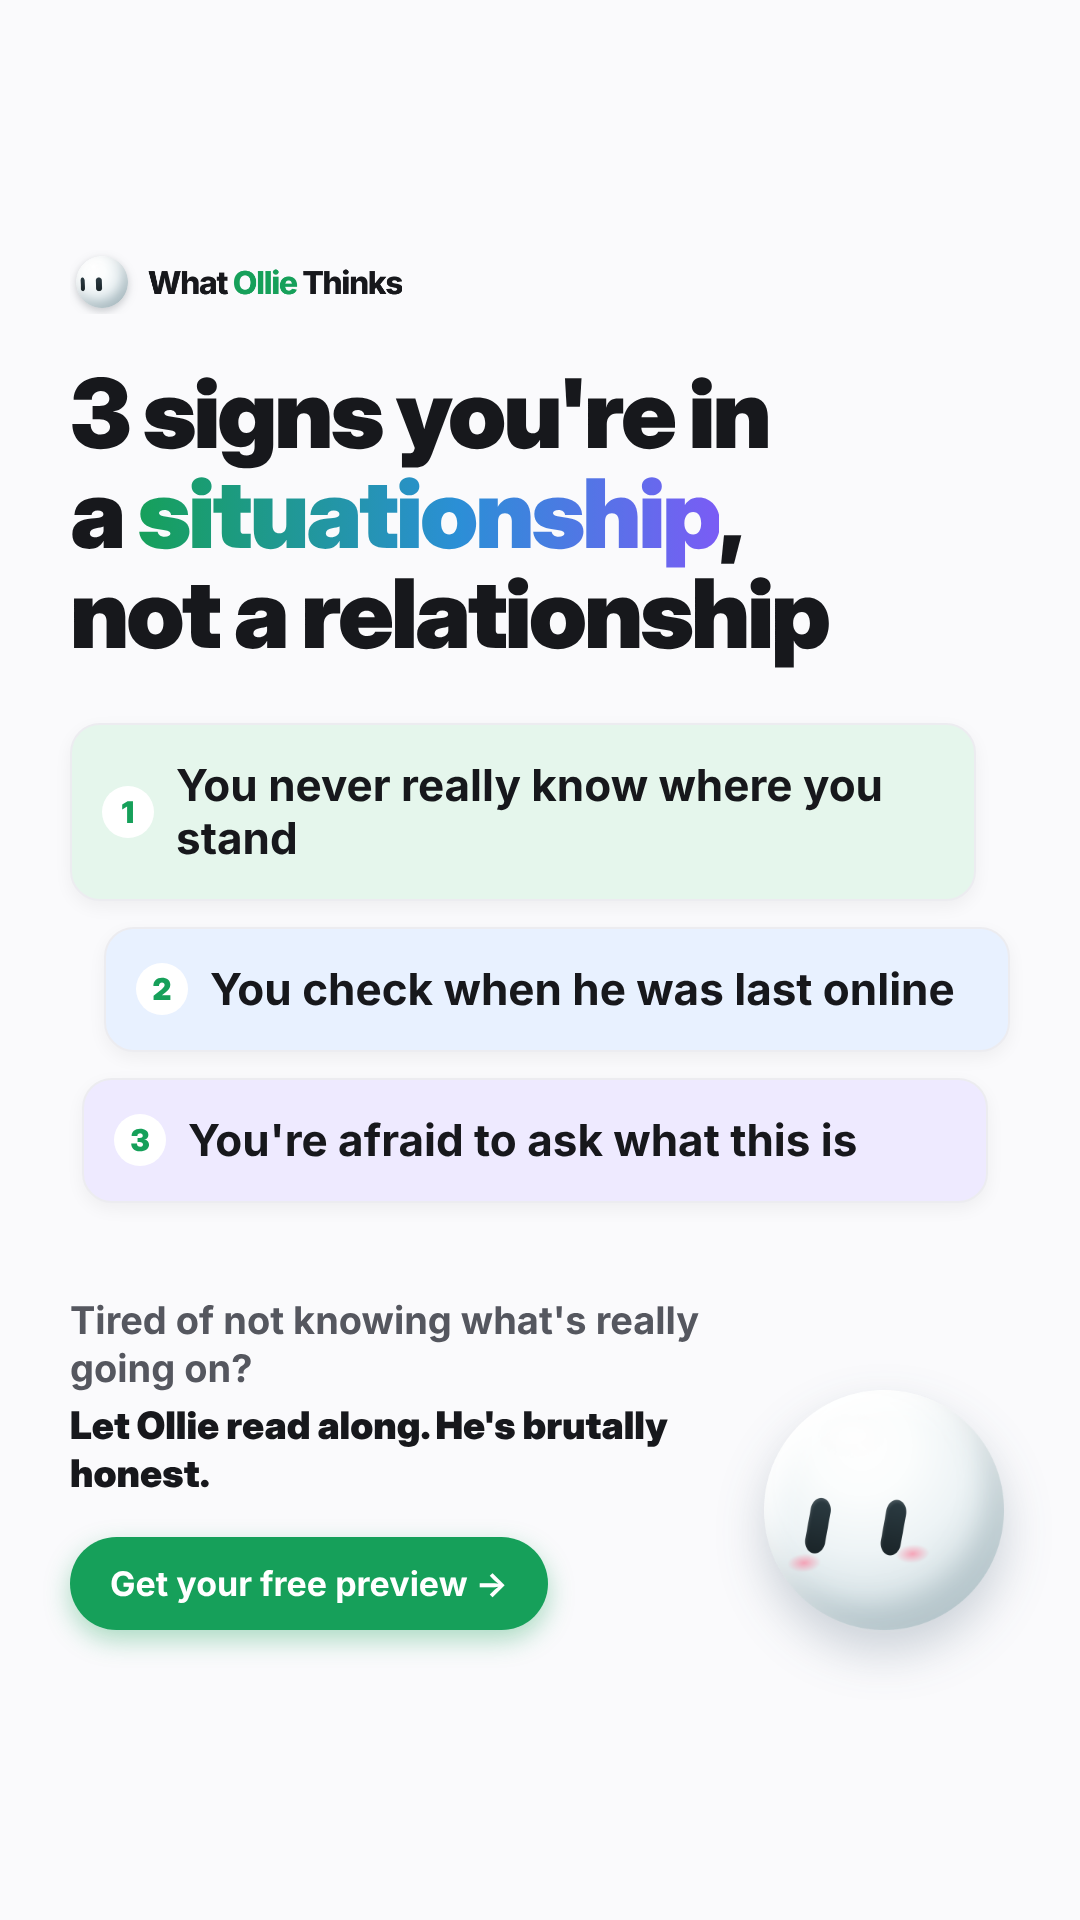 What Ollie Thinks
3 signs you're in
a situationship,
not a relationship
1
You never really know where you
stand
2
You check when he was last online
3
You're afraid to ask what this is
Tired of not knowing what's really
going on?
Let Ollie read along. He's brutally
honest.
Get your free preview →